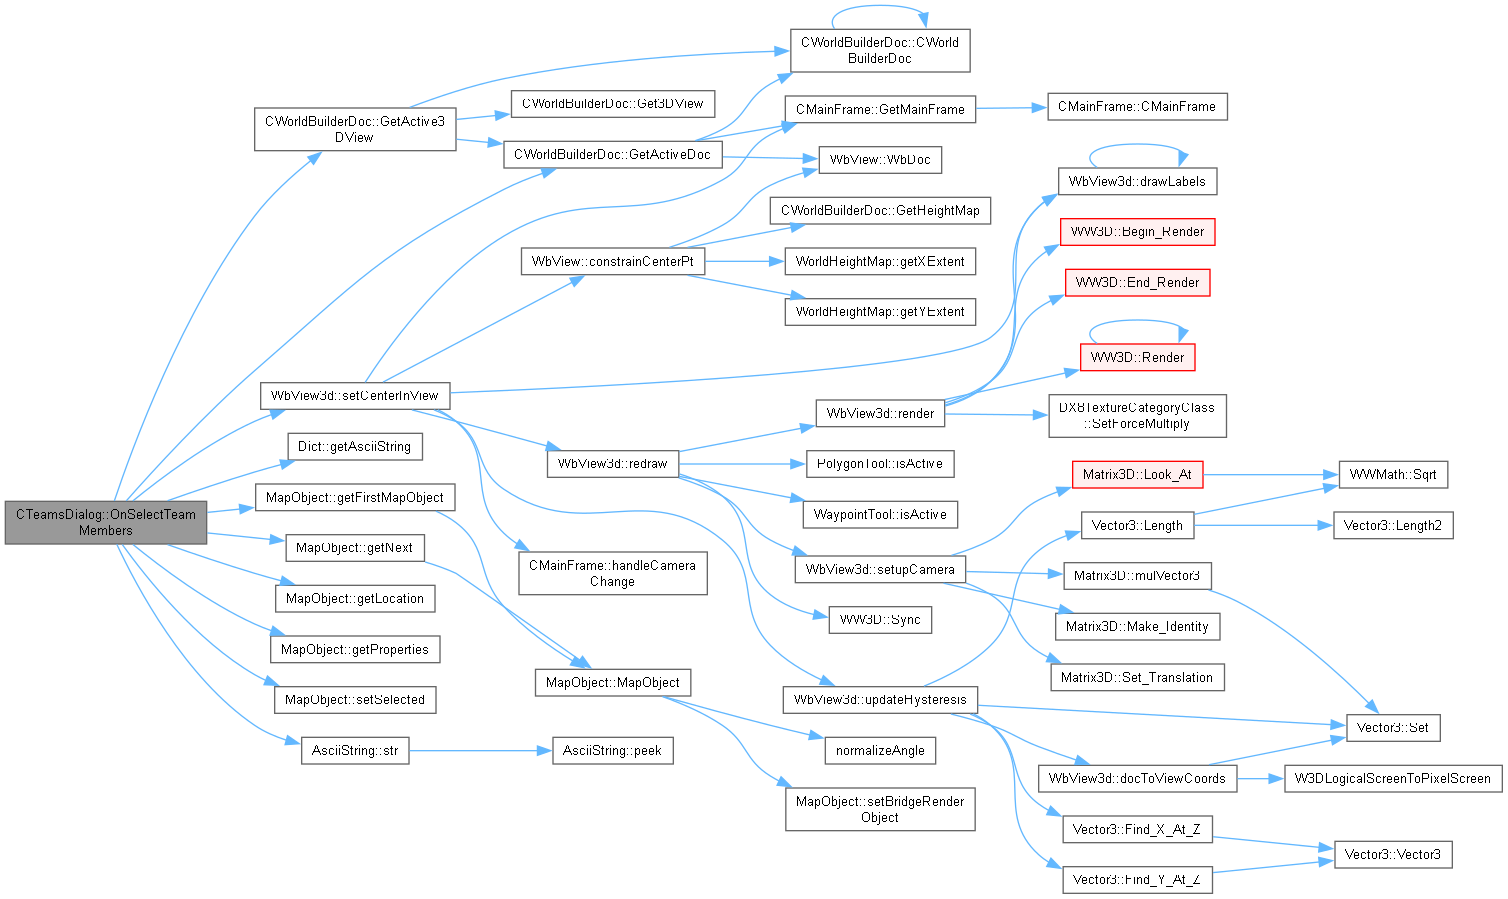 CWorldBuilderDoc::CWorld
BuilderDoc
CWorldBuilderDoc::GetActive3
DView
CWorldBuilderDoc::Get3DView
CMainFrame::GetMainFrame
CMainFrame::CMainFrame
CWorldBuilderDoc::GetActiveDoc
WbView::WbDoc
WbView3d::drawLabels
CWorldBuilderDoc::GetHeightMap
WW3D::Begin_Render
WbView::constrainCenterPt
WorldHeightMap::getXExtent
WW3D::End_Render
WorldHeightMap::getYExtent
WW3D::Render
WbView3d::setCenterInView
WbView3d::render
DX8TextureCategoryClass
::SetForceMultiply
Dict::getAsciiString
WbView3d::redraw
PolygonTool::isActive
Matrix3D::Look_At
WWMath::Sqrt
MapObject::getFirstMapObject
WaypointTool::isActive
CTeamsDialog::OnSelectTeam
Members
Vector3::Length
Vector3::Length2
MapObject::getNext
CMainFrame::handleCamera
Change
WbView3d::setupCamera
Matrix3D::mulVector3
MapObject::getLocation
WW3D::Sync
Matrix3D::Make_Identity
MapObject::getProperties
Matrix3D::Set_Translation
MapObject::MapObject
MapObject::setSelected
WbView3d::updateHysteresis
Vector3::Set
AsciiString::str
AsciiString::peek
normalizeAngle
WbView3d::docToViewCoords
W3DLogicalScreenToPixelScreen
MapObject::setBridgeRender
Object
Vector3::Find_X_At_Z
Vector3::Vector3
Vector3::Find_Y_At_Z